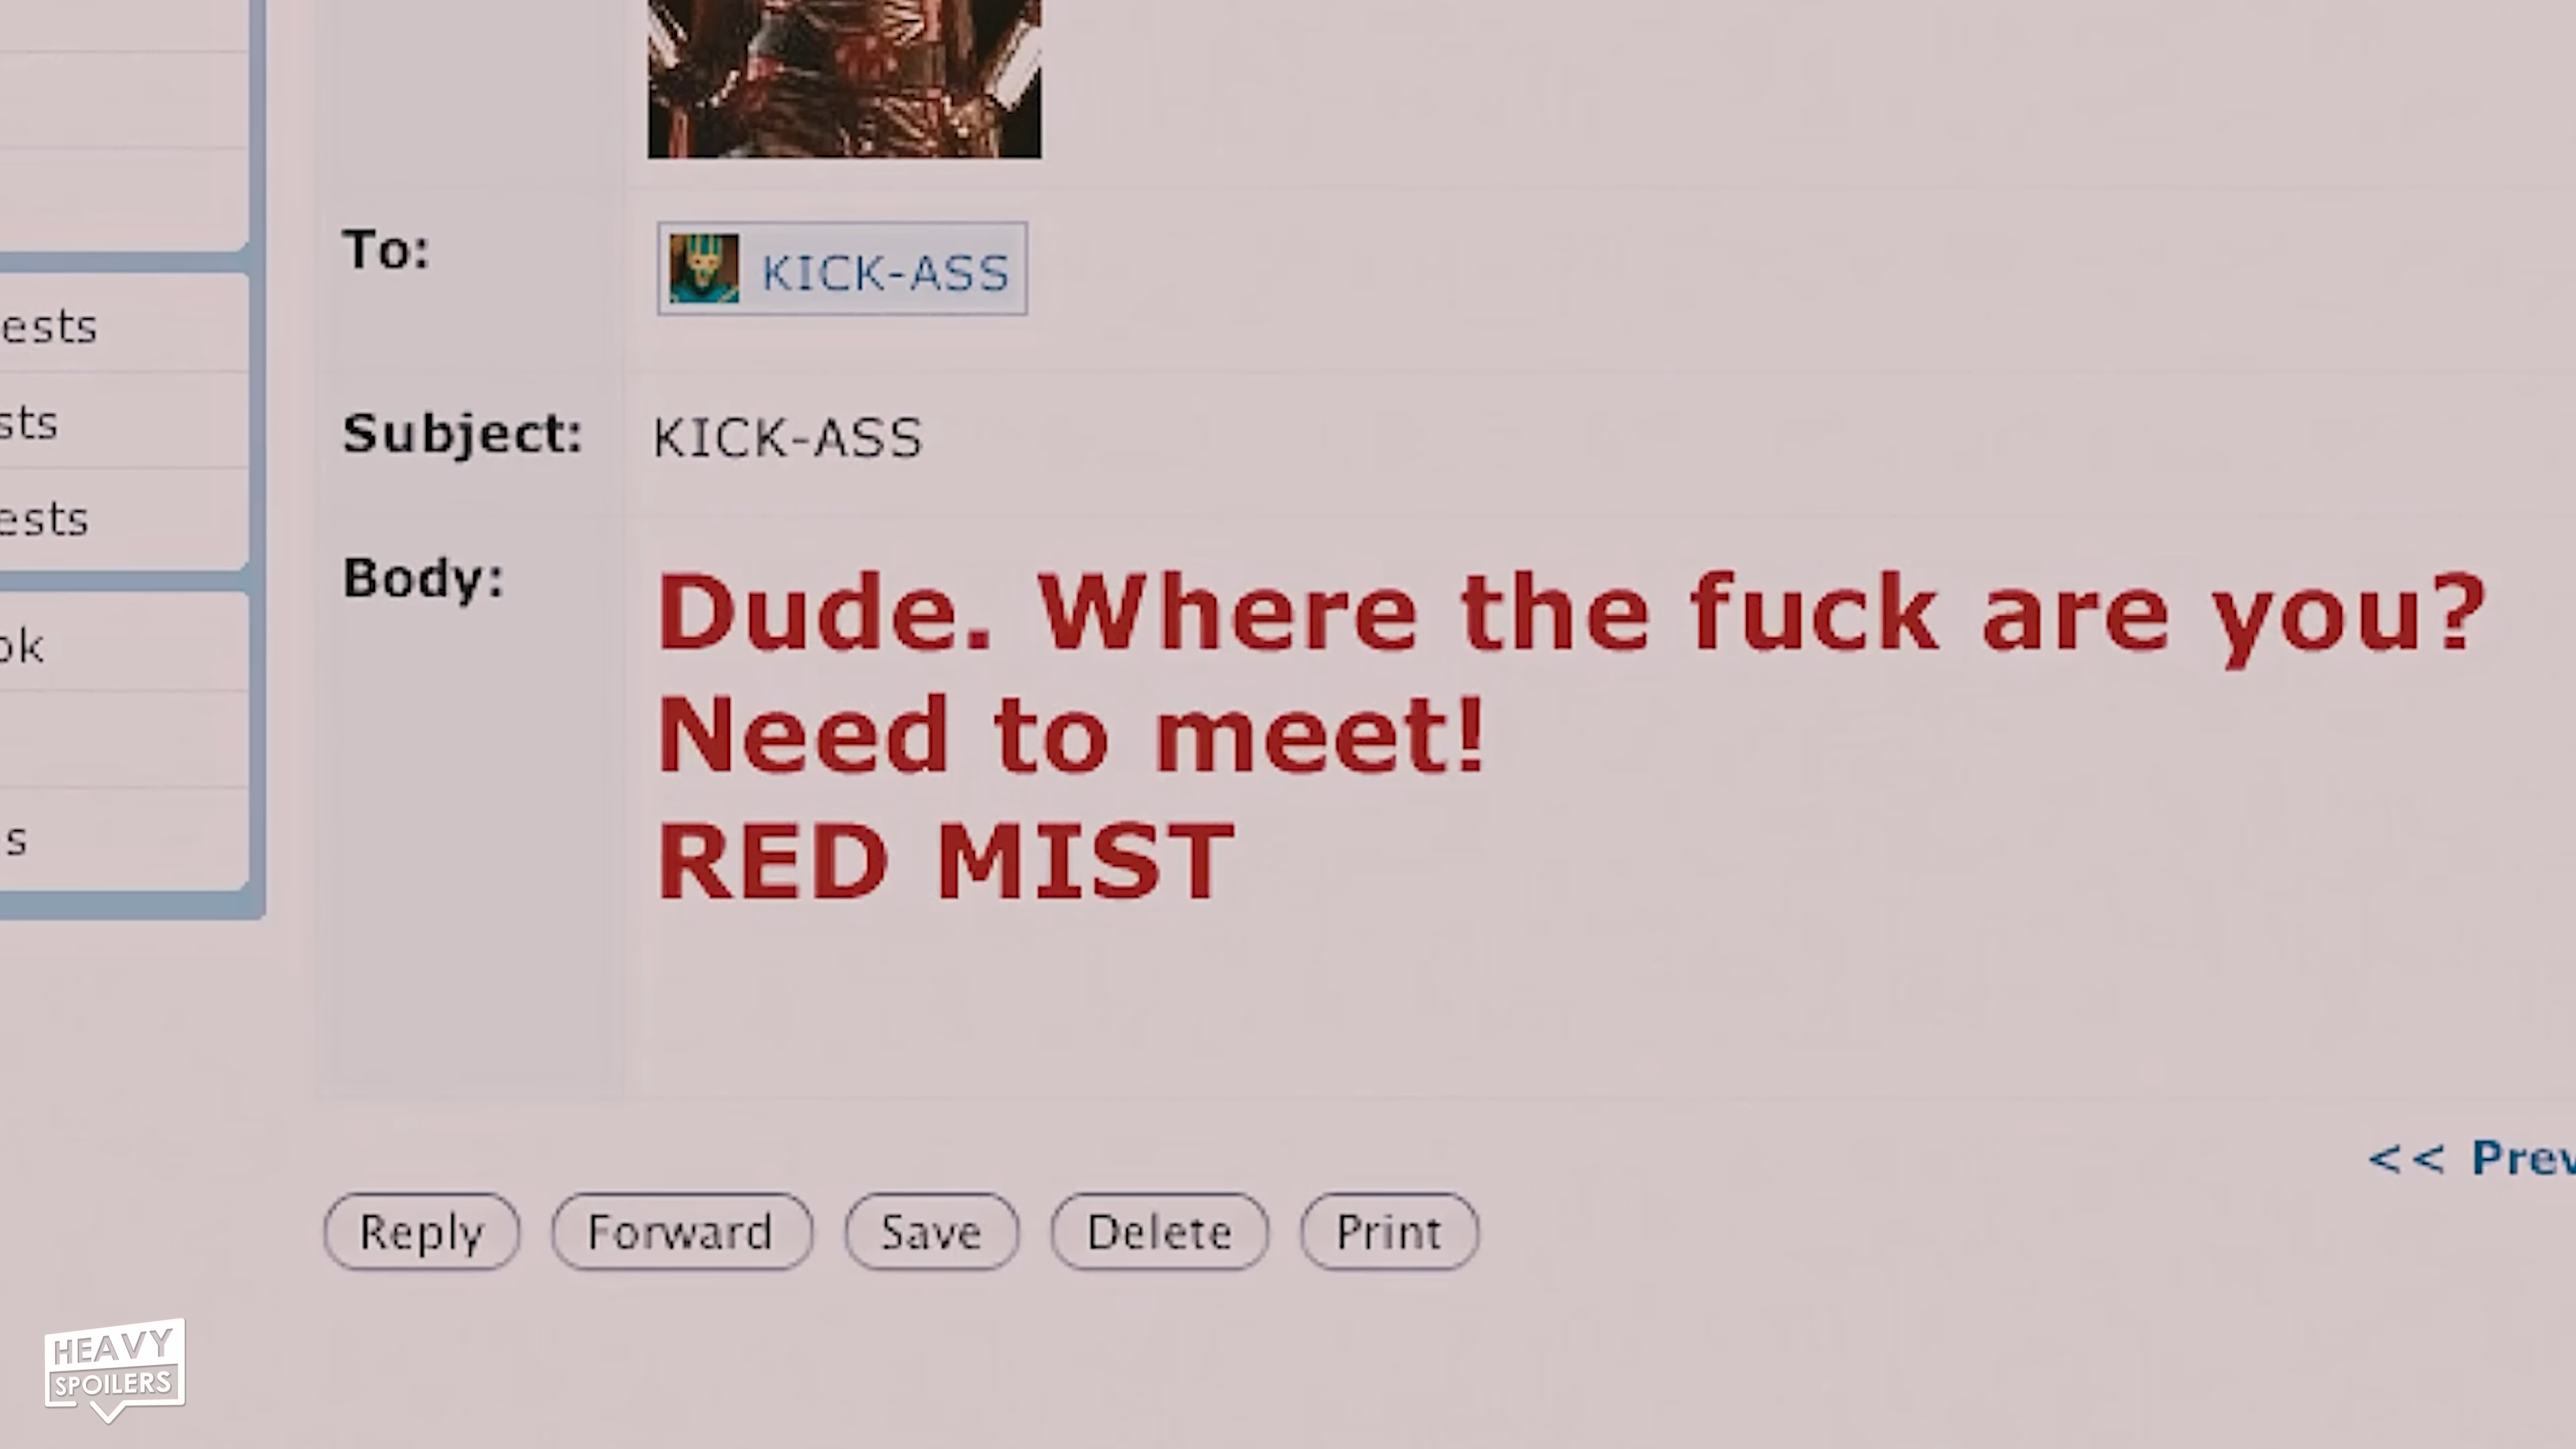 To:
KICK-ASS
ests
Subject:
KICK-ASS
sts
ests
Body:
Dude. Where the fuck are you?
Need to meet!
RED MIST
ok
s
<< Prev
Reply
Forward
Save
Delete
Print
HEAVY
SPOILERS